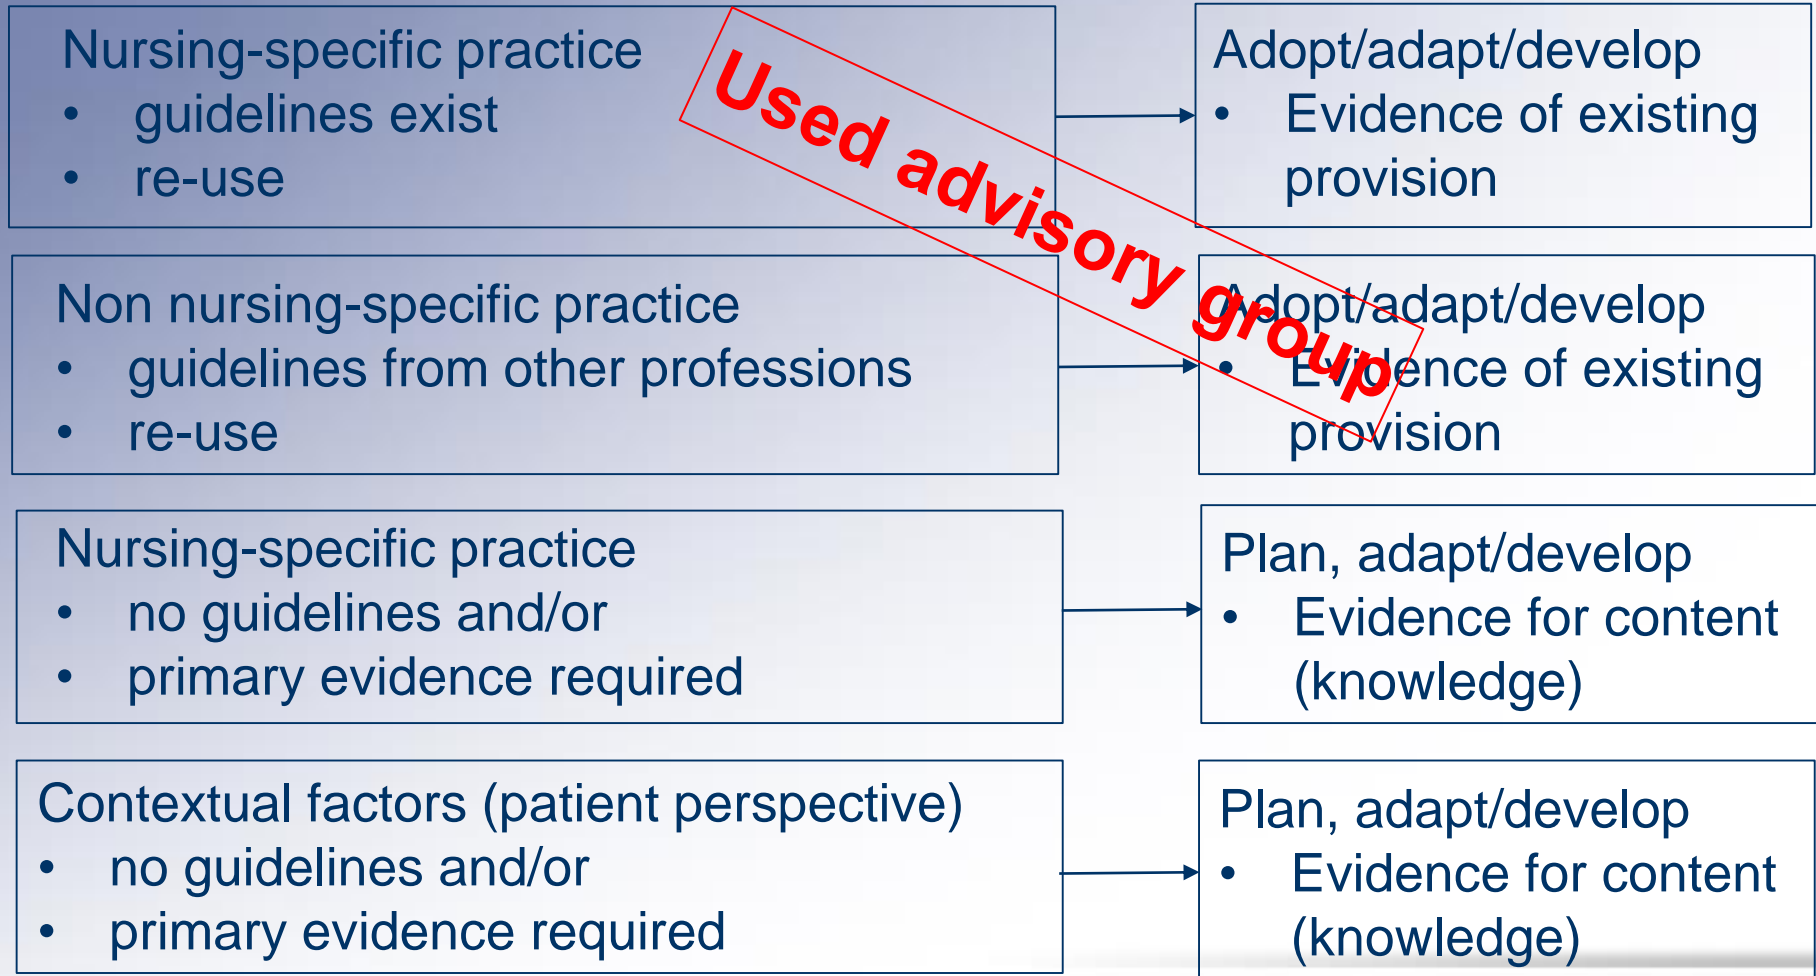 Nursing-specific practice
• guidelines exist
• re-use
Adopt/adapt/develop
• Evidence of existing
provision
Used advisory group
Non nursing-specific practice
• guidelines from other professions
• re-use
Adopt/adapt/develop
• Evidence of existing
provision
Nursing-specific practice
• no guidelines and/or
• primary evidence required
Plan, adapt/develop
• Evidence for content
(knowledge)
Contextual factors (patient perspective)
• no guidelines and/or
• primary evidence required
Plan, adapt/develop
• Evidence for content
(knowledge)